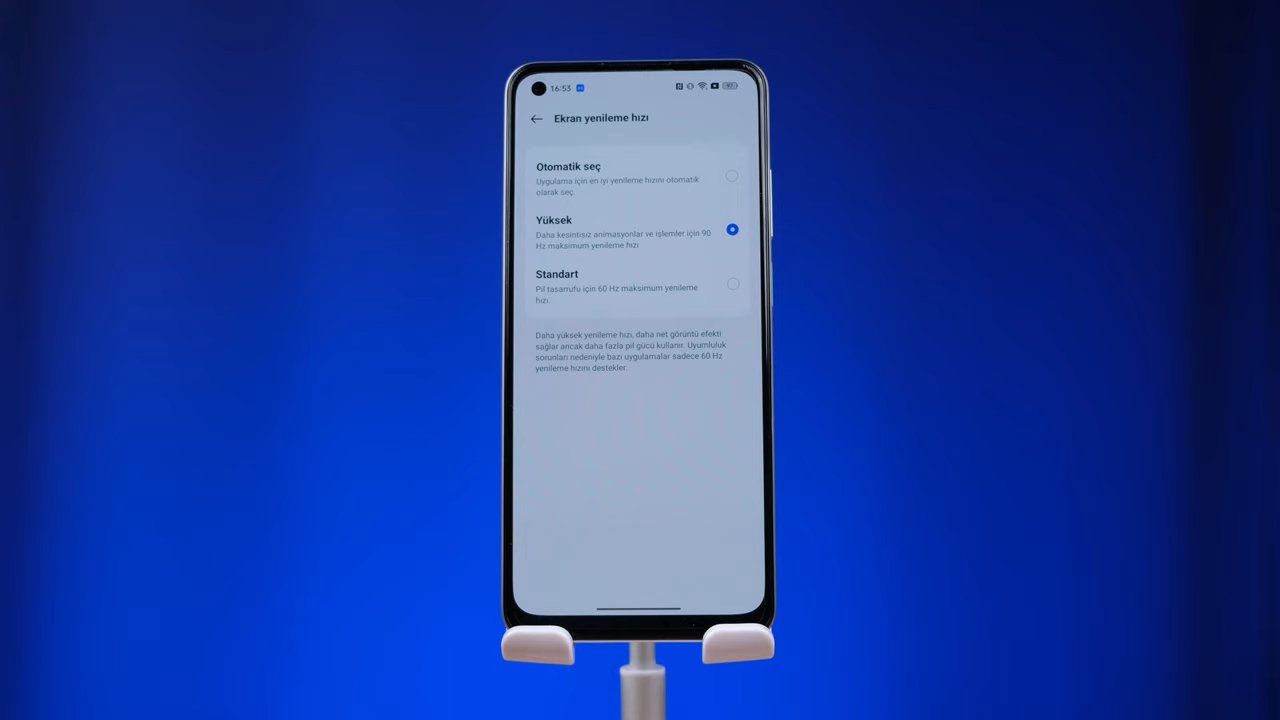 16:53
Ekran yenileme hızı
Otomatik seç
Uygulama için en iyi yenileme hızını otomatik
olarak seç.
Yüksek
Daha kesintisiz animasyonlar ve işlemler için 90
Hz maksimum yenileme hızı
Standart
Pil tasarrufu için 60 Hz maksimum yenileme
hızı.
Daha yüksek yenileme hızı, daha net görüntü efekti
sağlar ancak daha fazla pil gücü kullanır. Uyumluluk
sorunları nedeniyle bazı uygulamalar sadece 60 Hz
yenileme hızını destekler.